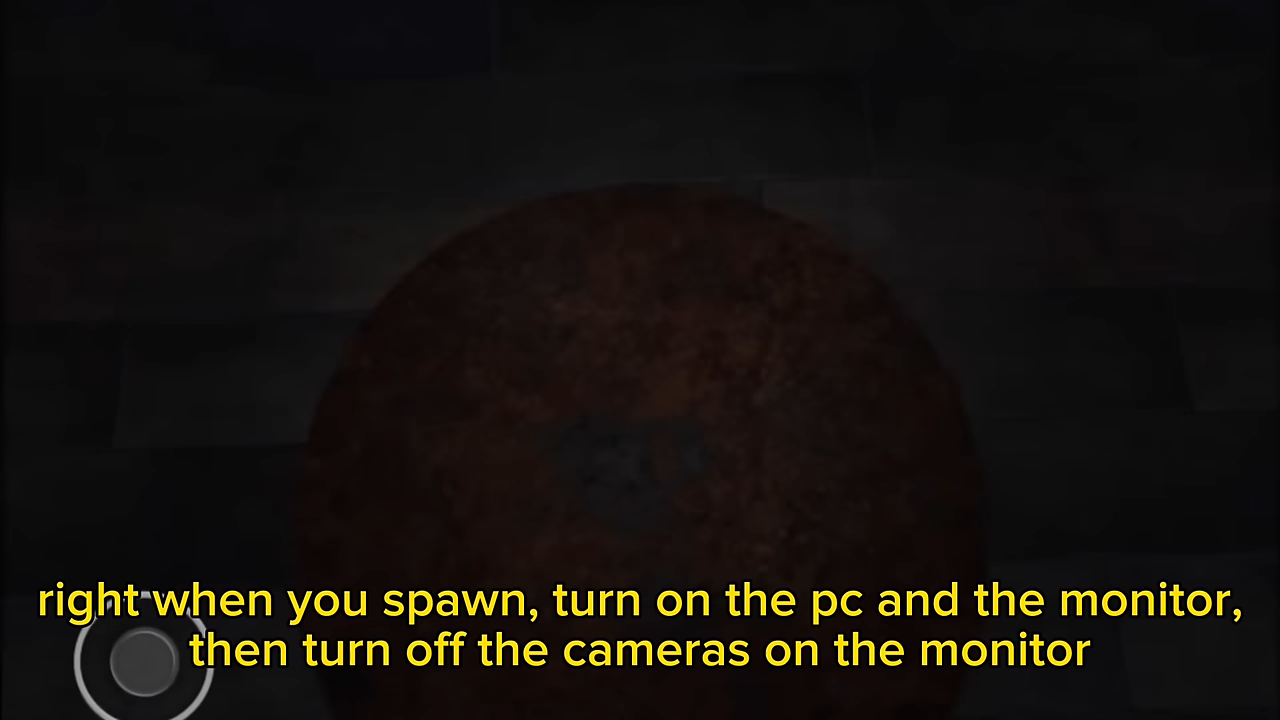 right when you spawn, turn on the pc and the monitor,
then turn off the cameras on the monitor